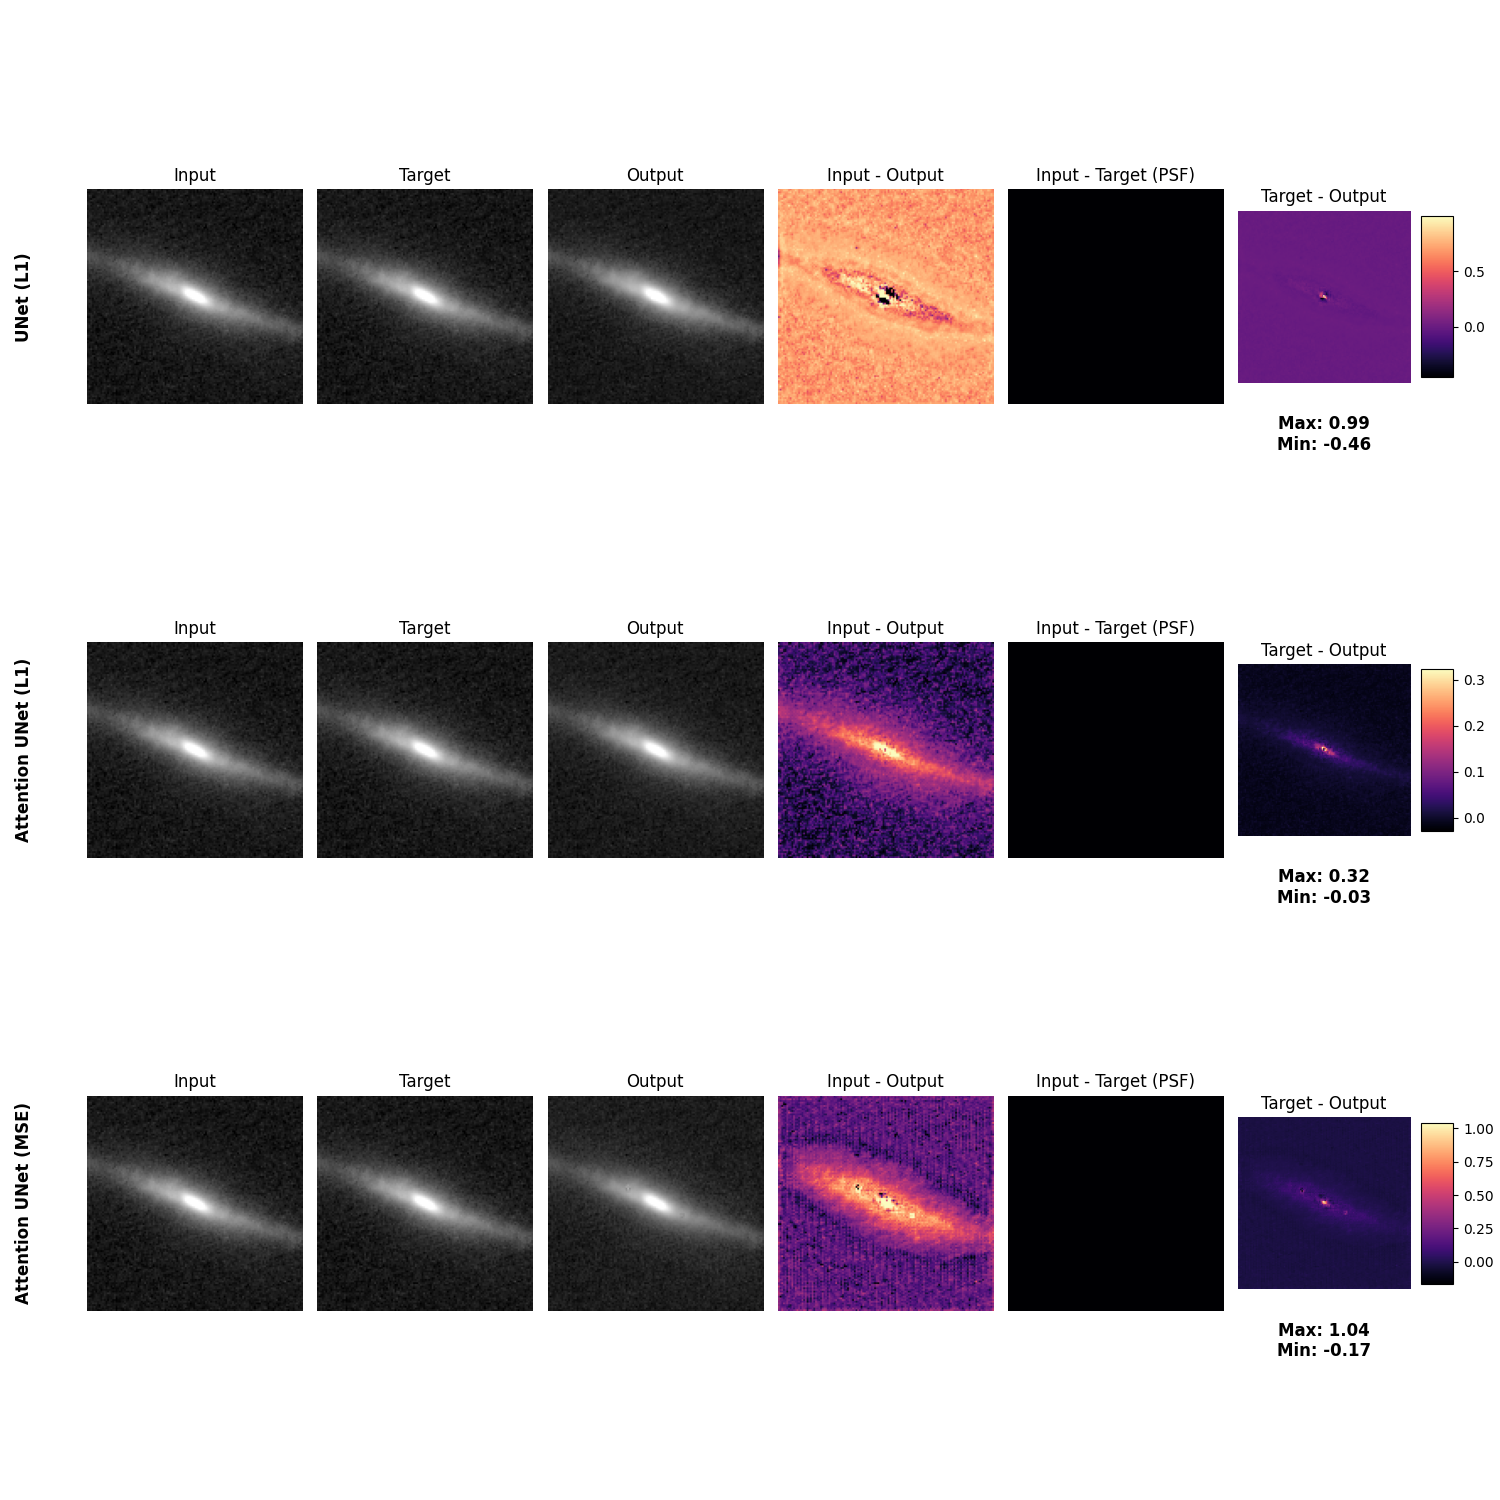 Input
Target
Output
Input - Output
Input - Target (PSF)
Target - Output
UNet (L1)
0.5
0.0
Max: 0.99
Min: -0.46
Input
Target
Output
Input - Output
Input - Target (PSF)
Target - Output
Attention UNet (L1)
0.3
0.2
0.1
0.0
Max: 0.32
Min: -0.03
Input
Target
Output
Input - Output
Input - Target (PSF)
Target - Output
Attention UNet (MSE)
1.00
0.75
0.50
0.25
0.00
Max: 1.04
Min: -0.17